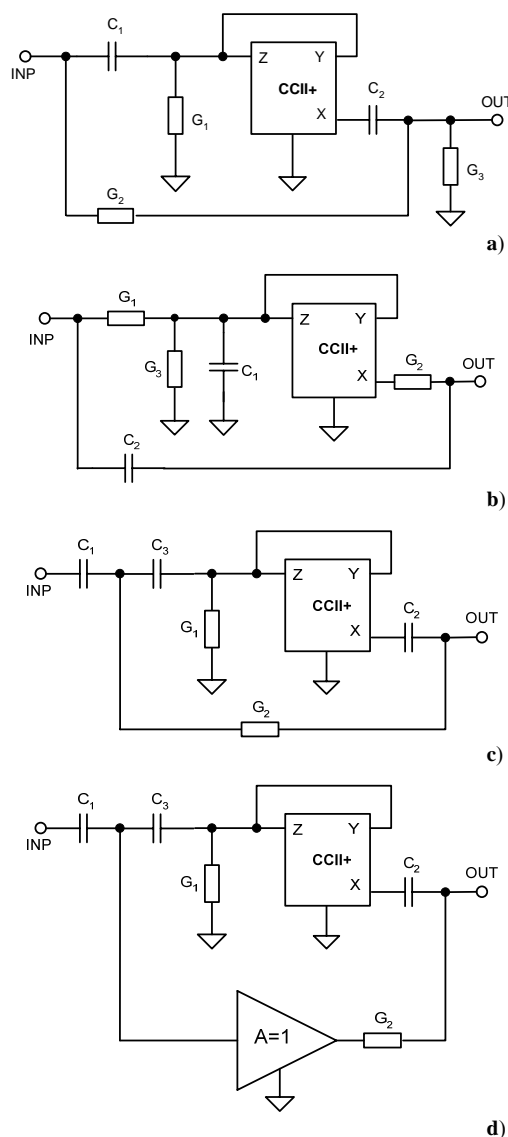 C1
INP
Z
Y
CCII+
X
C2
OUT
G1
G2
G3
a)
G1
INP
G3
C1
Z
Y
CCII+
X
G2
OUT
C2
b)
C1
C3
INP
Z
Y
CCII+
X
C2
OUT
G1
G2
c)
C1
C3
INP
Z
Y
CCII+
X
C2
OUT
G1
A=1
G2
d)